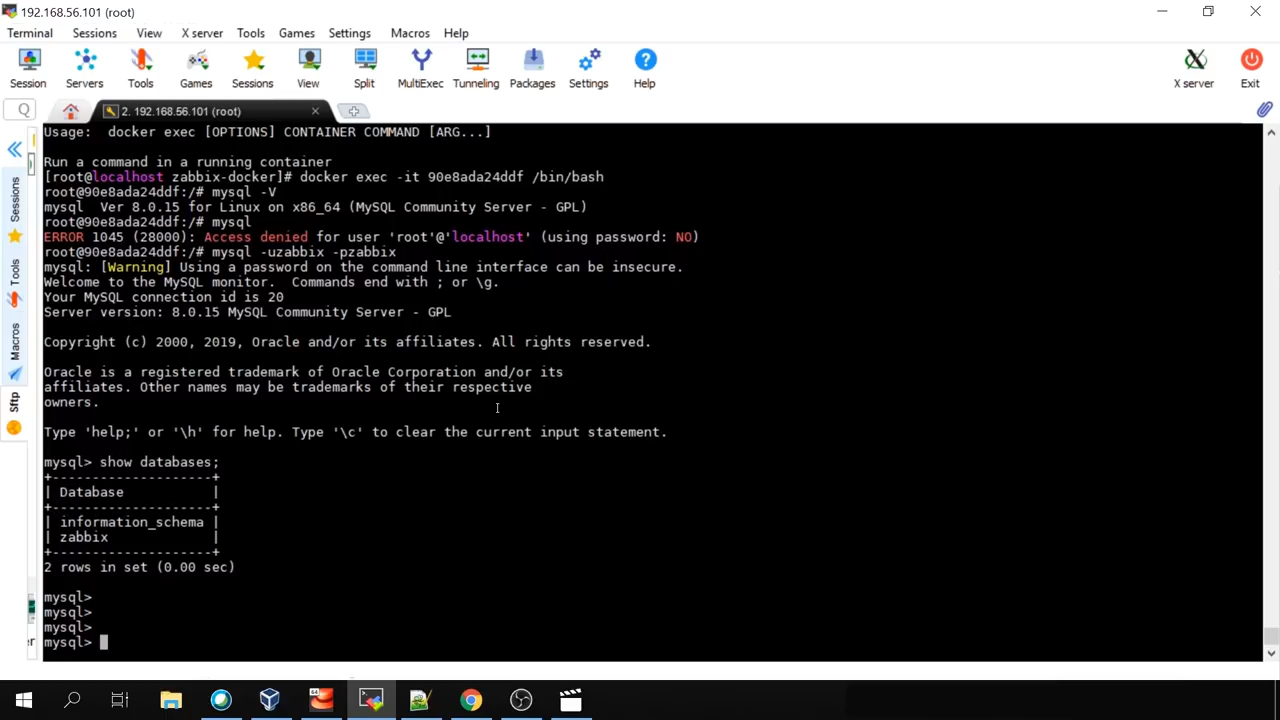 192.168.56.101 (root)
Terminal Sessions View X server Tools Games Settings Macros Help
Session Servers Tools Games Sessions View Split MultiExec Tunneling Packages Settings Help X server Exit
2. 192.168.56.101 (root)
Sessions
Tools
Macros
Sftp
Usage:  docker exec [OPTIONS] CONTAINER COMMAND [ARG...]
Run a command in a running container
[root@localhost zabbix-docker]# docker exec -it 90e8ada24ddf /bin/bash
root@90e8ada24ddf:/# mysql -V
mysql  Ver 8.0.15 for Linux on x86_64 (MySQL Community Server - GPL)
root@90e8ada24ddf:/# mysql
ERROR 1045 (28000): Access denied for user 'root'@'localhost' (using password: NO)
root@90e8ada24ddf:/# mysql -uzabbix -pzabbix
mysql: [Warning] Using a password on the command line interface can be insecure.
Welcome to the MySQL monitor.  Commands end with ; or \g.
Your MySQL connection id is 20
Server version: 8.0.15 MySQL Community Server - GPL
Copyright (c) 2000, 2019, Oracle and/or its affiliates. All rights reserved.
Oracle is a registered trademark of Oracle Corporation and/or its
affiliates. Other names may be trademarks of their respective
owners.
Type 'help;' or '\h' for help. Type '\c' to clear the current input statement.
mysql> show databases;
+--------------------+
| Database           |
+--------------------+
| information_schema |
| zabbix             |
+--------------------+
2 rows in set (0.00 sec)
mysql>
mysql>
mysql>
mysql>